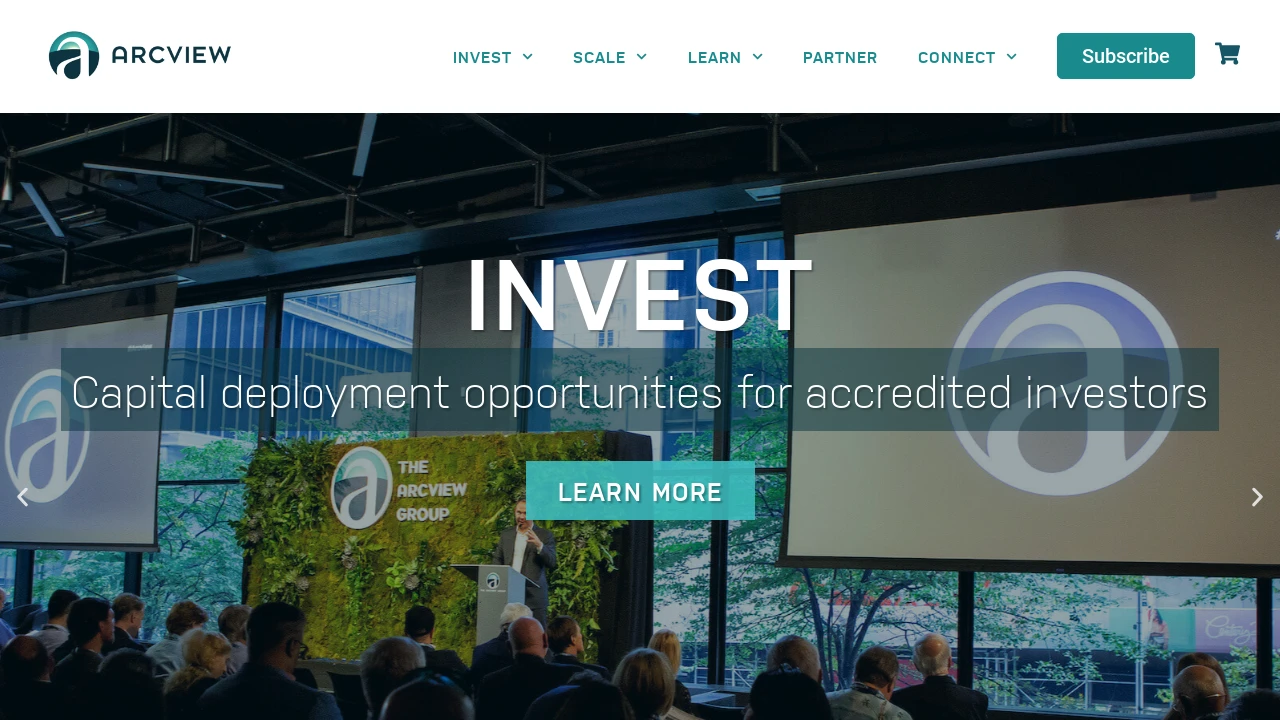 ARCVIEW
INVEST
SCALE
LEARN
PARTNER
CONNECT
Subscribe
INVEST
Capital deployment opportunities for accredited investors
LEARN MORE
THE
ARCVIEW
GROUP